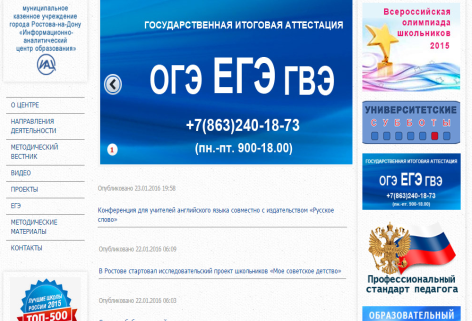 муниципальное
казенное учреждение
города Ростова-на-Дону
«Информационно-
аналитический
центр образования»
О ЦЕНТРЕ
НАПРАВЛЕНИЯ
ДЕЯТЕЛЬНОСТИ
МЕТОДИЧЕСКИЙ
ВЕСТНИК
ВИДЕО
ПРОЕКТЫ
ЕГЭ
МЕТОДИЧЕСКИЕ
МАТЕРИАЛЫ
КОНТАКТЫ
ЛУЧШИЕ ШКОЛЫ
РОССИИ 2015
ТОП-500
ГОСУДАРСТВЕННАЯ ИТОГОВАЯ АТТЕСТАЦИЯ
ОГЭ ЕГЭ ГВЭ
+7(863)240-18-73
(пн.-пт. 900-18.00)
1
Опубликовано 23.01.2016 19:58
Конференция для учителей английского языка совместно с издательством «Русское
слово»
Опубликовано 22.01.2016 06:09
В Ростове стартовал исследовательский проект школьников «Мое советское детство»
Опубликовано 22.01.2016 06:03
Всероссийская
олимпиада
школьников
2015
УНИВЕРСИТЕТСКИЕ
СУББОТЫ
ГОСУДАРСТВЕННАЯ ИТОГОВАЯ АТТЕСТАЦИЯ
ОГЭ ЕГЭ ГВЭ
+7(863)240-18-73
(пн.-пт. 900-18.00)
Профессиональный
стандарт педагога
ОБРАЗОВАТЕЛЬНЫЙ